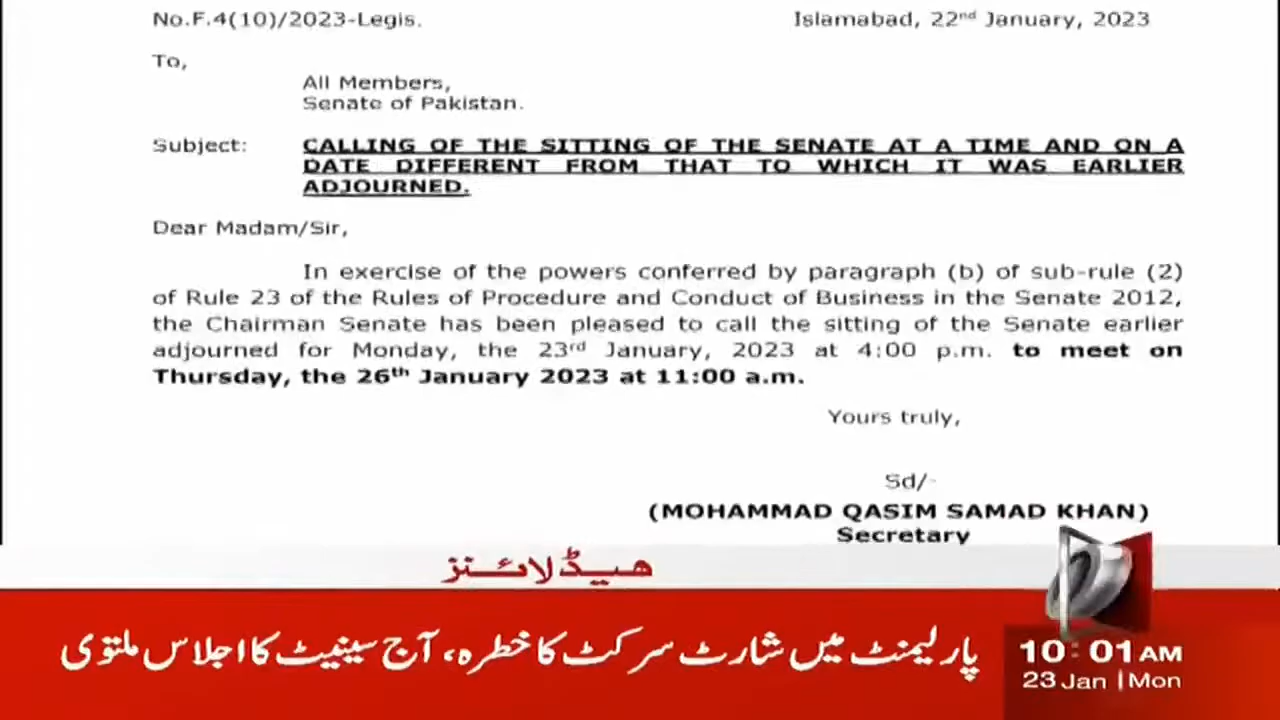 No.F.4(10)/2023-Legis. Islamabad, 22nd January, 2023
To,
All Members,
Senate of Pakistan.
Subject: CALLING OF THE SITTING OF THE SENATE AT A TIME AND ON A
DATE DIFFERENT FROM THAT TO WHICH IT WAS EARLIER
ADJOURNED.
Dear Madam/Sir,
In exercise of the powers conferred by paragraph (b) of sub-rule (2)
of Rule 23 of the Rules of Procedure and Conduct of Business in the Senate 2012,
the Chairman Senate has been pleased to call the sitting of the Senate earlier
adjourned for Monday, the 23rd January, 2023 at 4:00 p.m. to meet on
Thursday, the 26th January 2023 at 11:00 a.m.
Yours truly,
Sd/-
(MOHAMMAD QASIM SAMAD KHAN)
Secretary
ہیڈلائنز
پارلیمنٹ میں شارٹ سرکٹ کا خطرہ، آج سینیٹ کا اجلاس ملتوی
10:01 AM
23 Jan | Mon